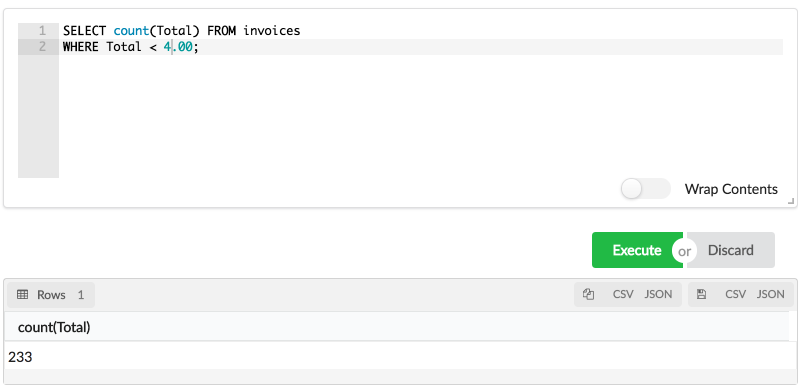 1 SELECT count(Total) FROM invoices
2 WHERE Total < 4.00;
Wrap Contents
Execute or Discard
Rows 1 CSV JSON CSV JSON
count(Total)
233